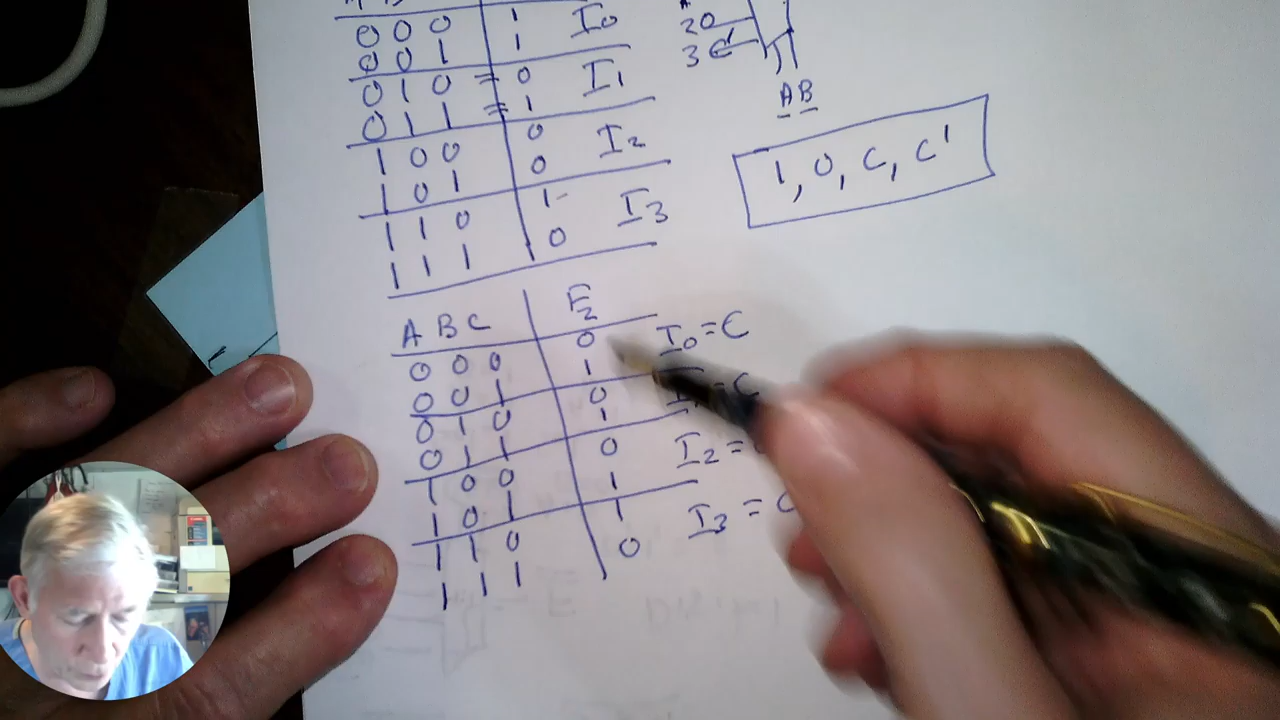 0 0 0 1 I0
0 0 1 1
0 1 0 0 I1
0 1 1 1
1 0 0 0 I2
1 0 1 0
1 1 0 1 I3
1 1 1 0
2 0
3 C'
A B
1, 0, C, C'
A B C F2
0 0 0 0 I0 = C
0 0 1 1
0 1 0 0 = C
0 1 1 1
1 0 0 0 I2 =
1 0 1 1
1 1 0 1 I3 = C
1 1 1 0